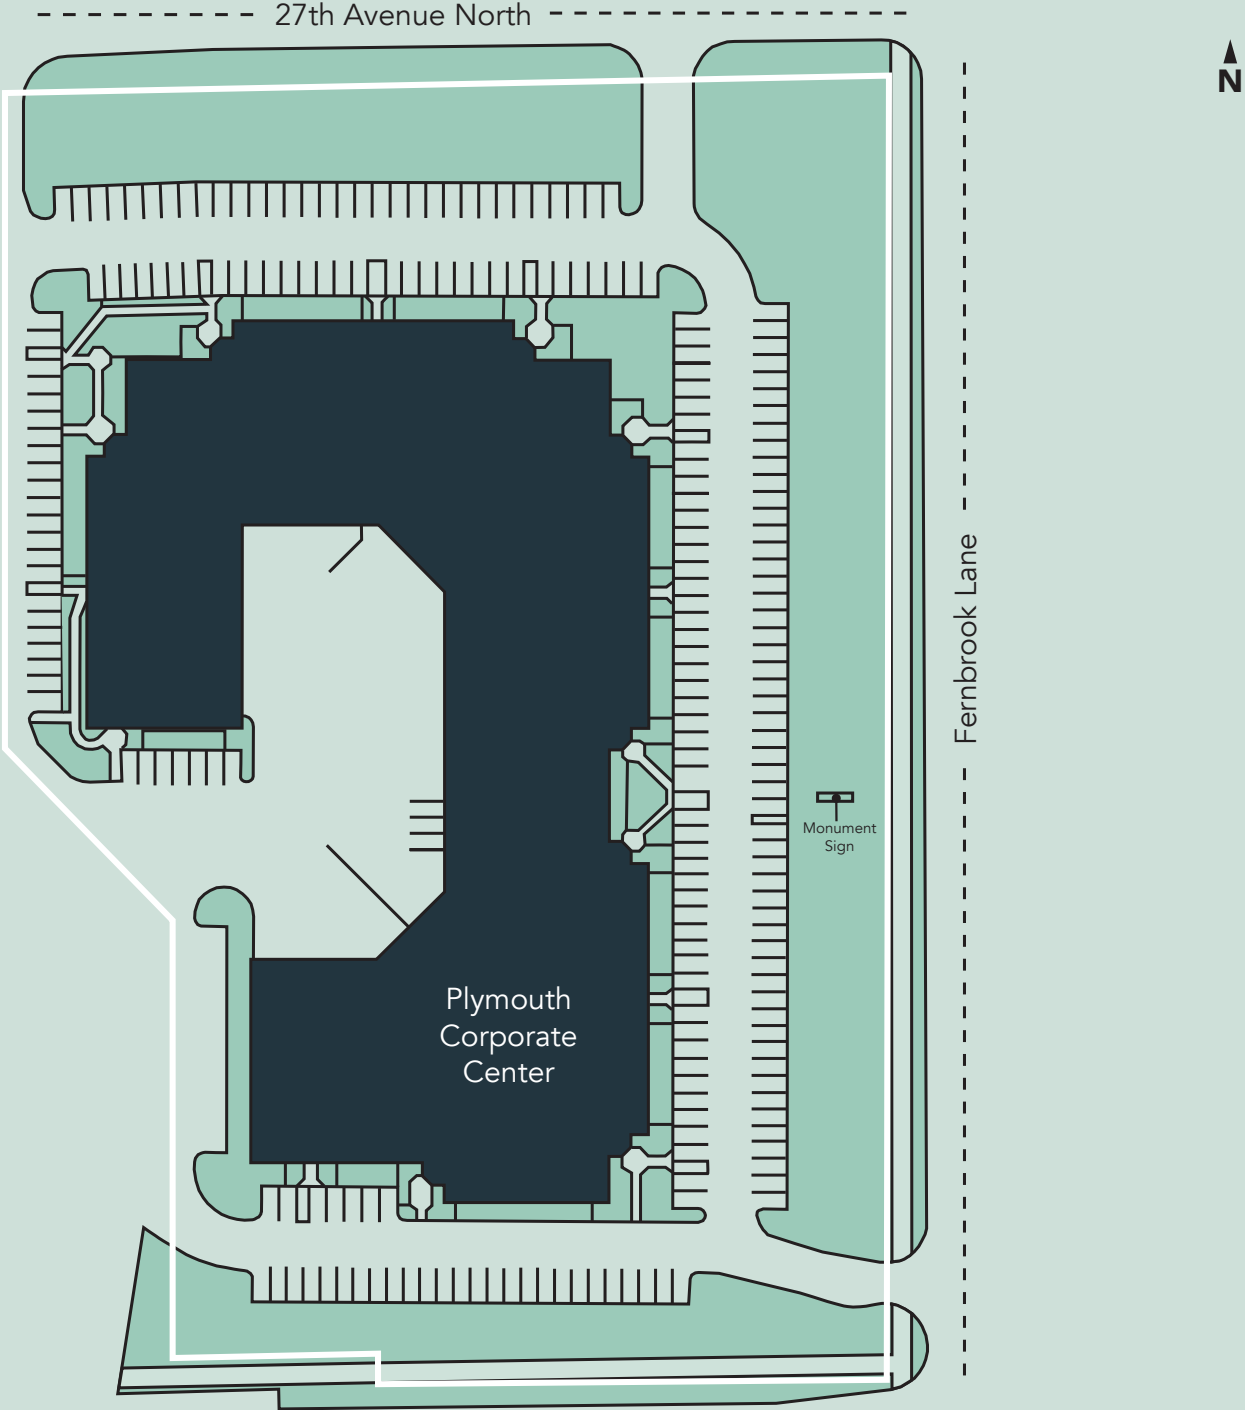 27th Avenue North
N
Fernbrook Lane
Monument
Sign
Plymouth
Corporate
Center